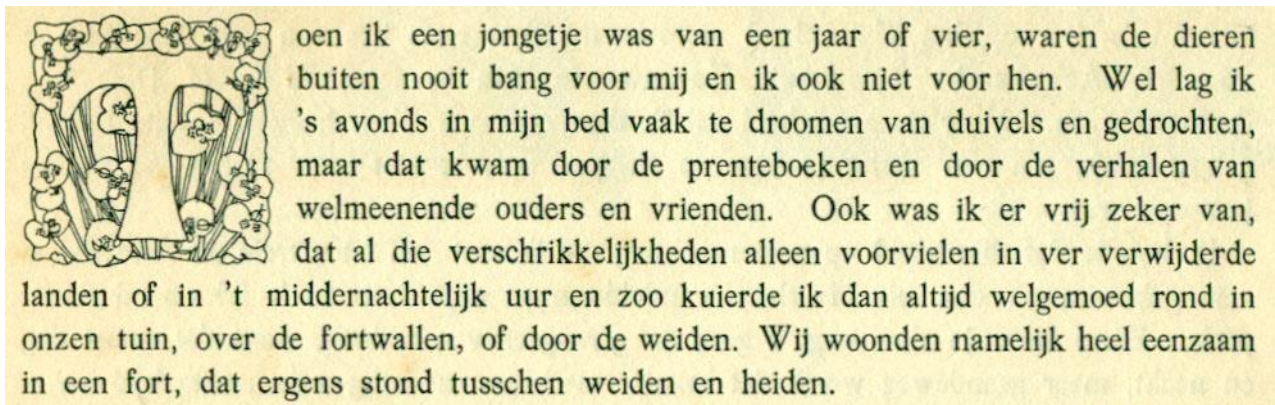 Toen ik een jongetje was van een jaar of vier, waren de dieren
buiten nooit bang voor mij en ik ook niet voor hen. Wel lag ik
's avonds in mijn bed vaak te droomen van duivels en gedrochten,
maar dat kwam door de prenteboeken en door de verhalen van
welmeenende ouders en vrienden. Ook was ik er vrij zeker van,
dat al die verschrikkelijkheden alleen voorvielen in ver verwijderde
landen of in 't middernachtelijk uur en zoo kuierde ik dan altijd welgemoed rond in
onzen tuin, over de fortwallen, of door de weiden. Wij woonden namelijk heel eenzaam
in een fort, dat ergens stond tusschen weiden en heiden.